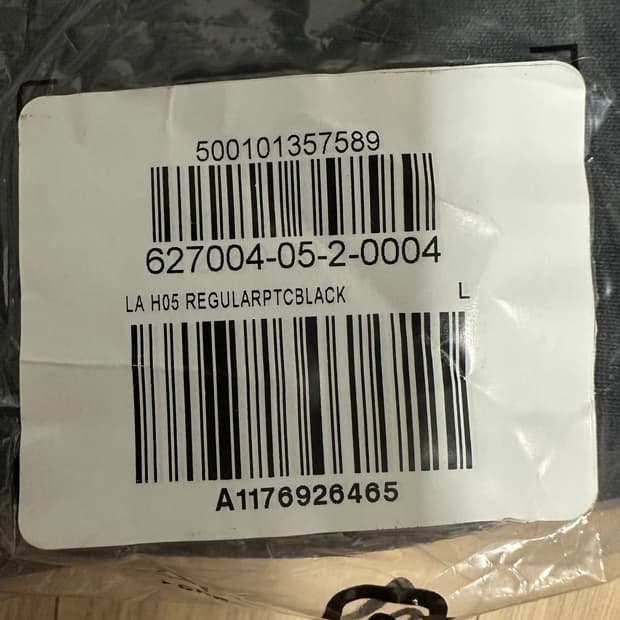 500101357589
627004-05-2-0004
LA H05 REGULARPTCBLACK L
A1176926465